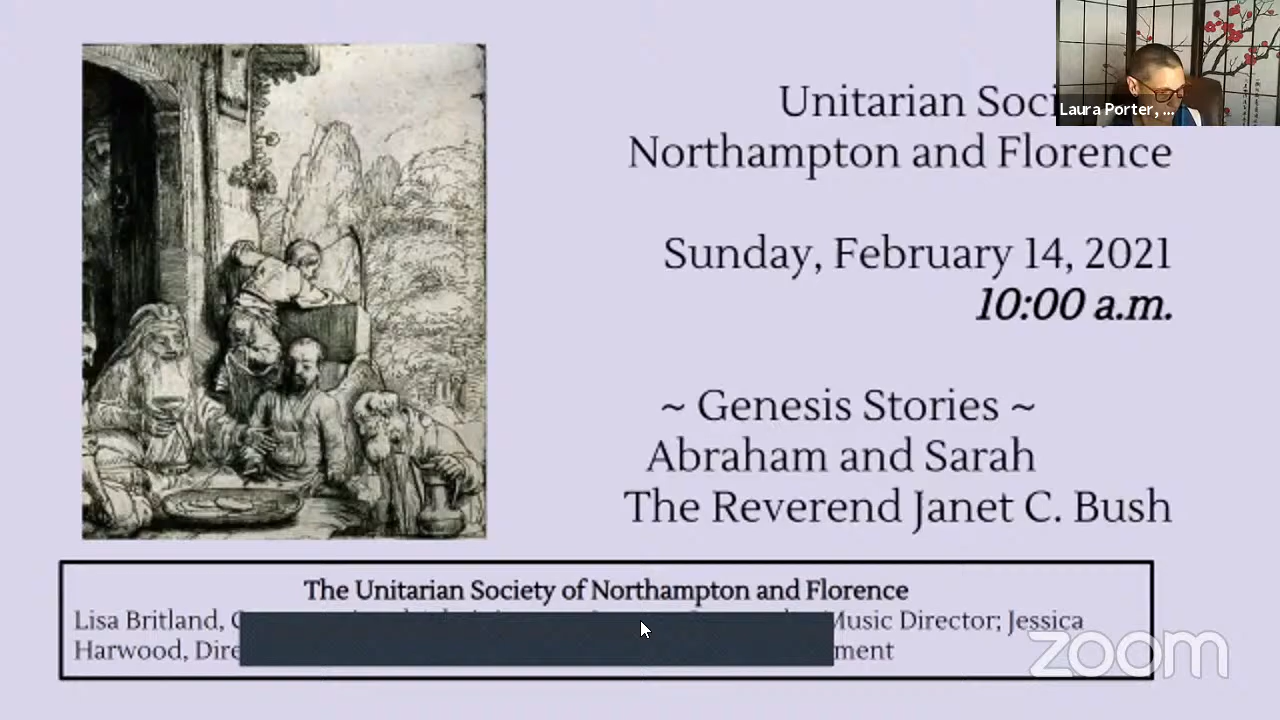 Unitarian Soci
Northampton and Florence
Laura Porter, ...
Sunday, February 14, 2021
10:00 a.m.
~ Genesis Stories ~
Abraham and Sarah
The Reverend Janet C. Bush
The Unitarian Society of Northampton and Florence
Lisa Britland, Music Director; Jessica
Harwood, Dire ment
zoom